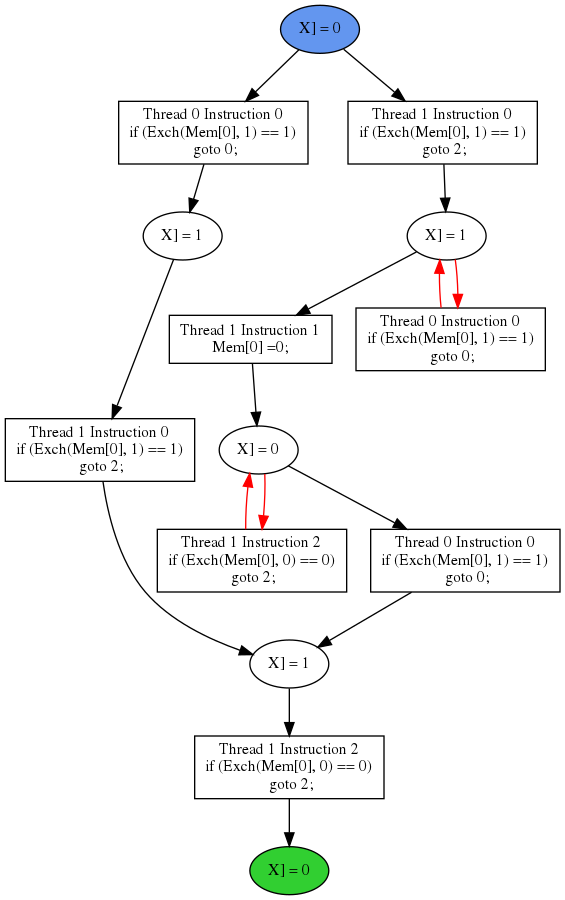 X] = 0
Thread 0 Instruction 0
if (Exch(Mem[0], 1) == 1)
goto 0;
Thread 1 Instruction 0
if (Exch(Mem[0], 1) == 1)
goto 2;
X] = 1
X] = 1
Thread 1 Instruction 1
Mem[0] =0;
Thread 0 Instruction 0
if (Exch(Mem[0], 1) == 1)
goto 0;
Thread 1 Instruction 0
if (Exch(Mem[0], 1) == 1)
goto 2;
X] = 0
Thread 1 Instruction 2
if (Exch(Mem[0], 0) == 0)
goto 2;
Thread 0 Instruction 0
if (Exch(Mem[0], 1) == 1)
goto 0;
X] = 1
Thread 1 Instruction 2
if (Exch(Mem[0], 0) == 0)
goto 2;
X] = 0